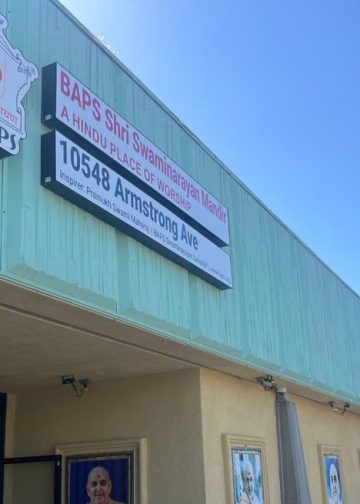 BAPS Shri Swaminarayan Mandir
A HINDU PLACE OF WORSHIP
10548 Armstrong Ave
Inspirer: Pramukh Swami Maharaj | BAPS Swaminarayan Sanstha